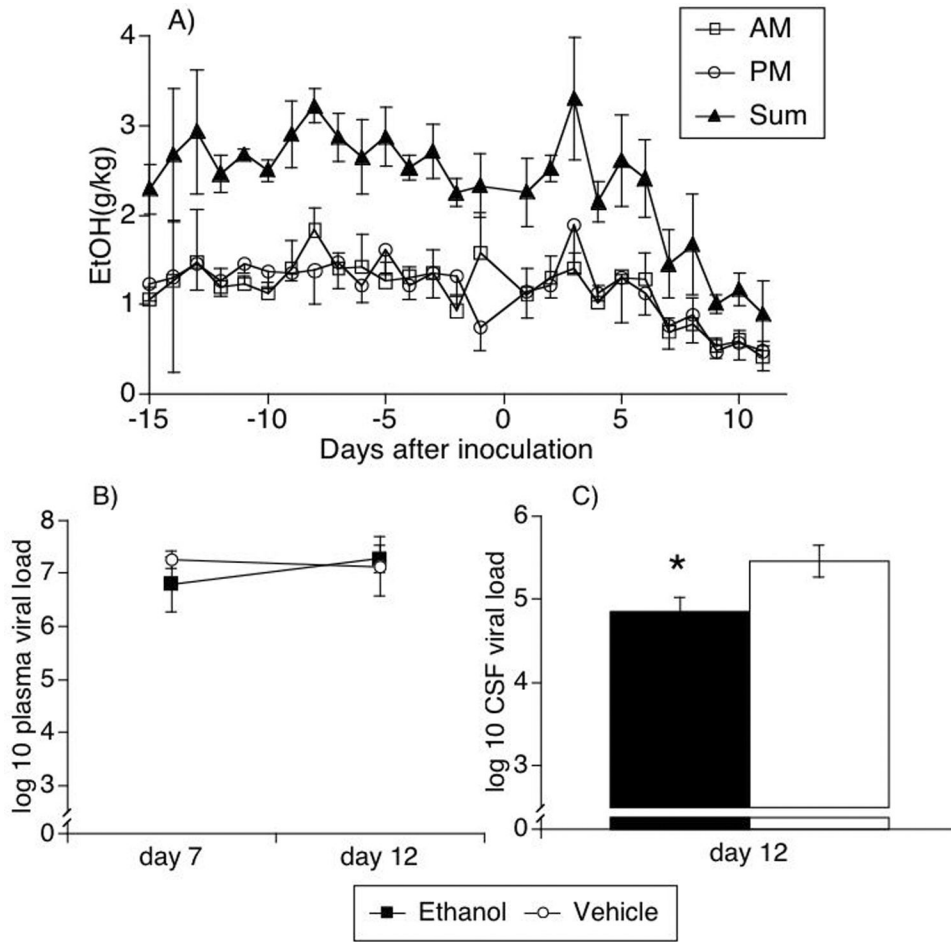 A)
AM
PM
Sum
EtOH(g/kg)
4
3
2
1
0
-15 -10 -5 0 5 10
Days after inoculation
B)
log 10 plasma viral load
8
7
6
5
4
3
0
day 7 day 12
C)
log 10 CSF viral load
6
5
4
3
0
*
day 12
Ethanol Vehicle